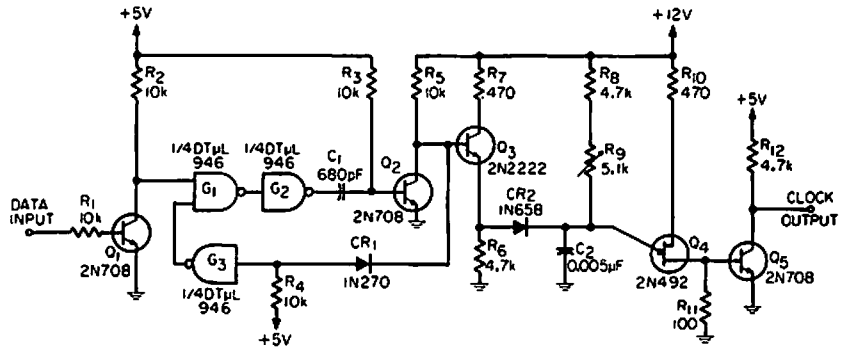 +5V
+12V
R2
10k
R3
10k
R5
10k
R7
470
R8
4.7k
R10
470
+5V
1/4DTµL
946
1/4DTµL
946
C1
680pF
Q2
Q3
2N2222
R9
5.1k
R12
4.7k
G1
G2
2N708
CR2
1N658
CLOCK
OUTPUT
DATA
INPUT
R1
10k
Q1
2N708
G3
CR1
1N270
R6
4.7k
C2
0.005µF
Q4
2N492
Q5
2N708
1/4DTµL
946
R4
10k
+5V
R11
100